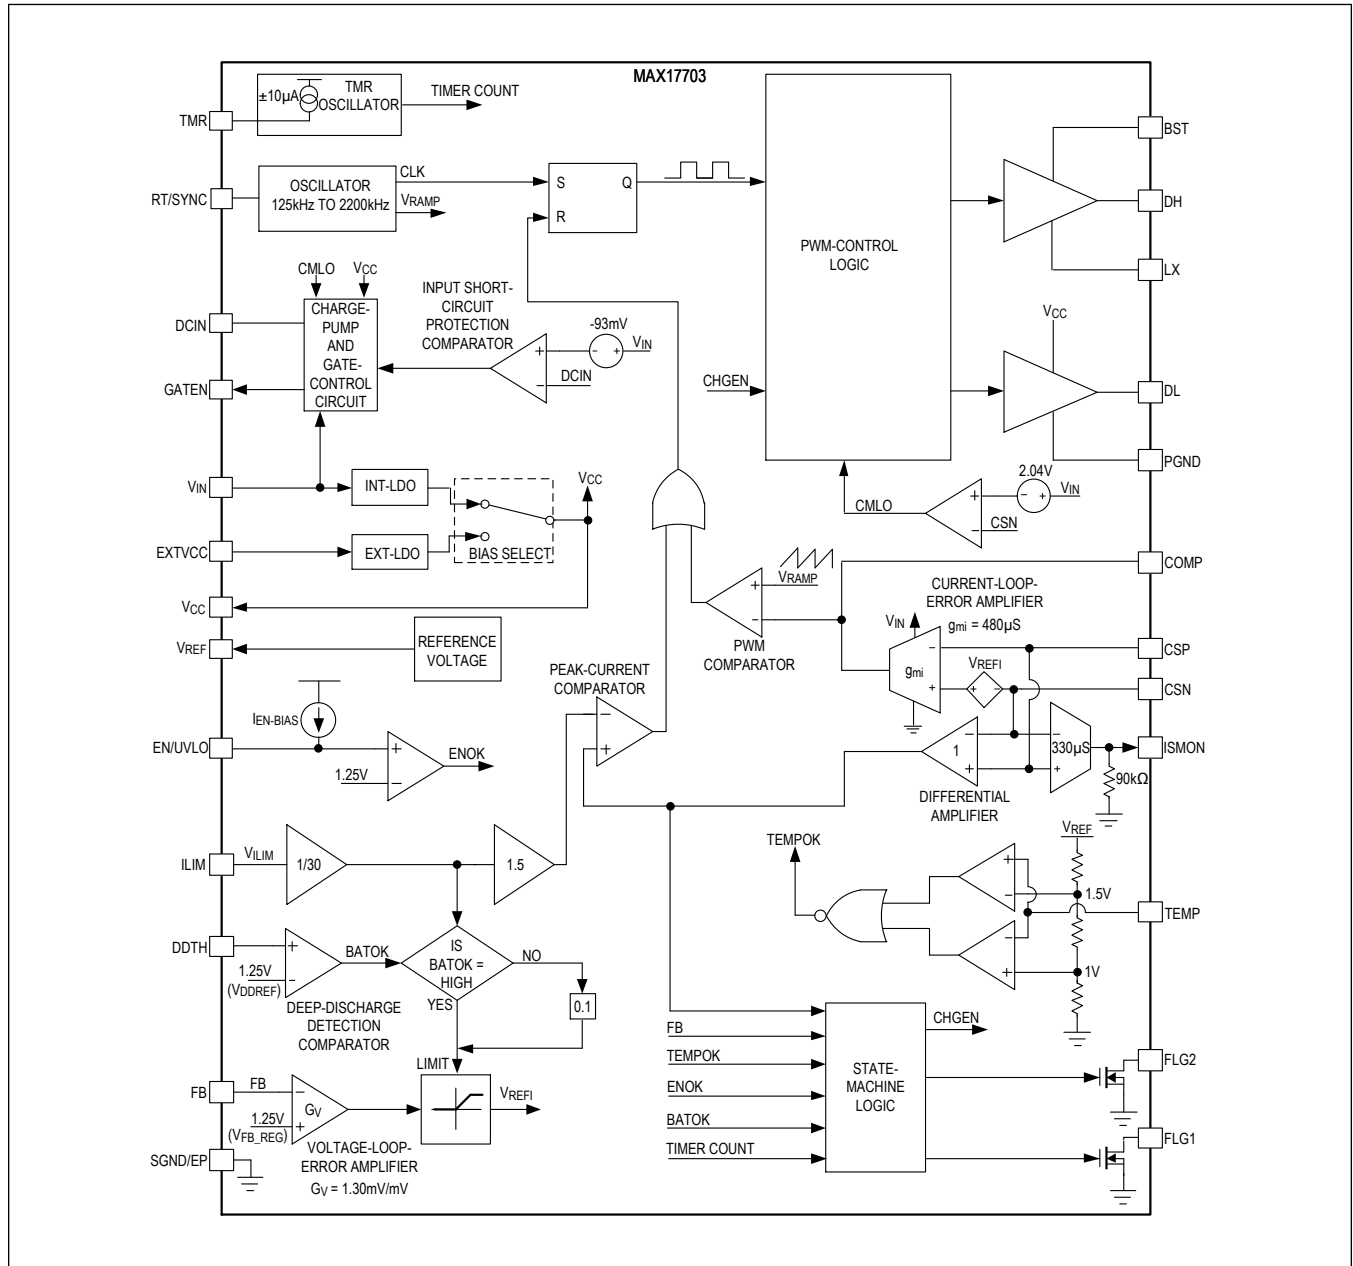 MAX17703
±10µA
TMR
OSCILLATOR
TIMER COUNT
TMR
BST
RT/SYNC
OSCILLATOR
125kHz TO 2200kHz
CLK
VRAMP
S
Q
R
PWM-CONTROL
LOGIC
DH
LX
CMLO
VCC
CHARGE-
PUMP
AND
GATE-
CONTROL
CIRCUIT
DCIN
GATEN
INPUT SHORT-
CIRCUIT
PROTECTION
COMPARATOR
-93mV
+
-
-
+
VIN
DCIN
CHGEN
VCC
DL
PGND
VIN
INT-LDO
VCC
EXTVCC
EXT-LDO
BIAS SELECT
CMLO
+
-
2.04V
-
+
VIN
CSN
VCC
VREF
REFERENCE
VOLTAGE
VRAMP
+
-
PWM
COMPARATOR
CURRENT-LOOP-
ERROR AMPLIFIER
gmi = 480µS
COMP
VIN
gmi
-
+
VREFI
+
-
CSP
CSN
IEN-BIAS
EN/UVLO
1.25V
+
-
ENOK
PEAK-CURRENT
COMPARATOR
-
+
1
-
+
DIFFERENTIAL
AMPLIFIER
-
330µS
+
ISMON
90kΩ
ILIM
VILIM
1/30
1.5
TEMPOK
VREF
+
-
1.5V
TEMP
-
+
1V
DDTH
1.25V
(VDDREF)
+
-
BATOK
DEEP-DISCHARGE
DETECTION
COMPARATOR
IS
BATOK =
HIGH
NO
YES
0.1
LIMIT
FB
FB
1.25V
(VFB_REG)
-
GV
+
VREFI
VOLTAGE-LOOP-
ERROR AMPLIFIER
GV = 1.30mV/mV
SGND/EP
FB
TEMPOK
ENOK
BATOK
TIMER COUNT
STATE-
MACHINE
LOGIC
CHGEN
FLG2
FLG1